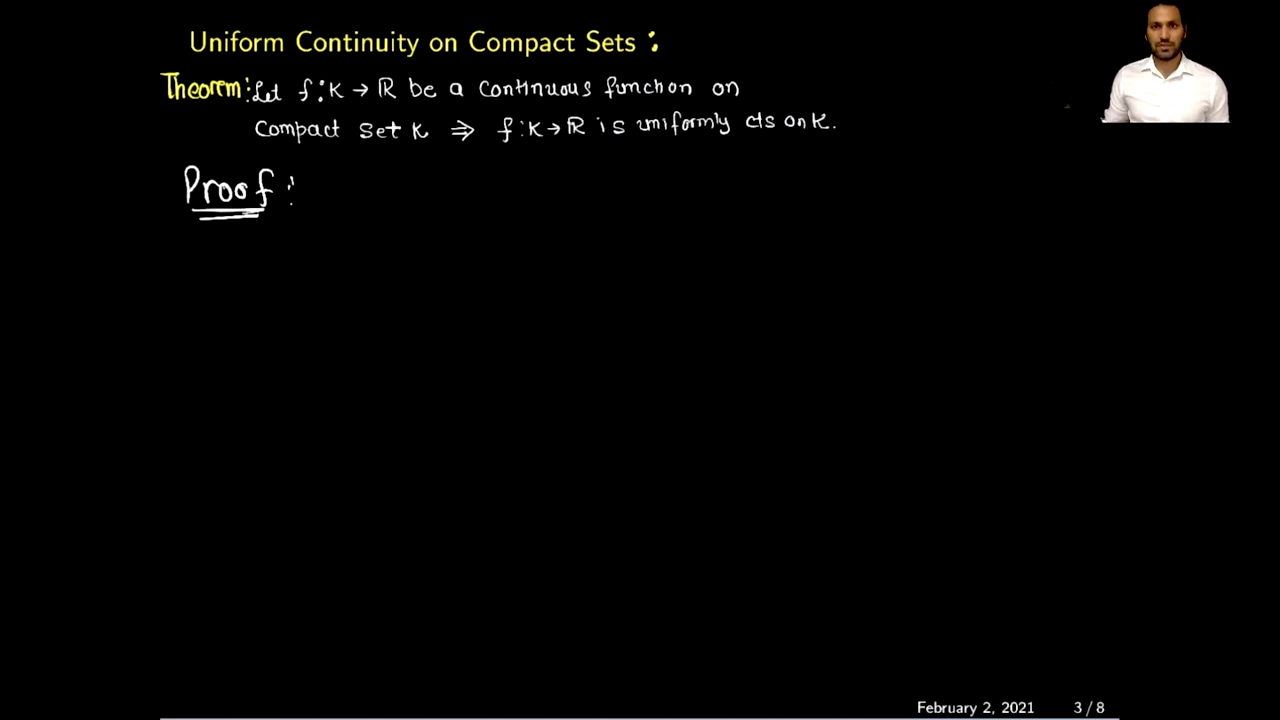 Uniform Continuity on Compact Sets :
Theorem: Let f: K → ℝ be a continuous function on
Compact set K ⇒ f: K → ℝ is uniformly cts on K.
Proof :
February 2, 2021 3 / 8